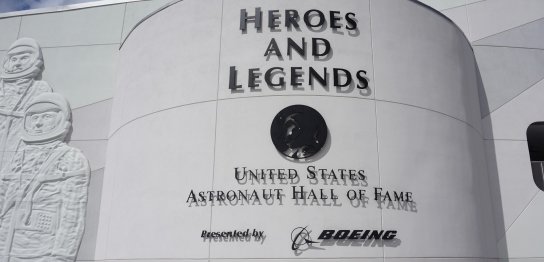 Heroes
and
Legends
United States
Astronaut Hall of Fame
Presented by BOEING